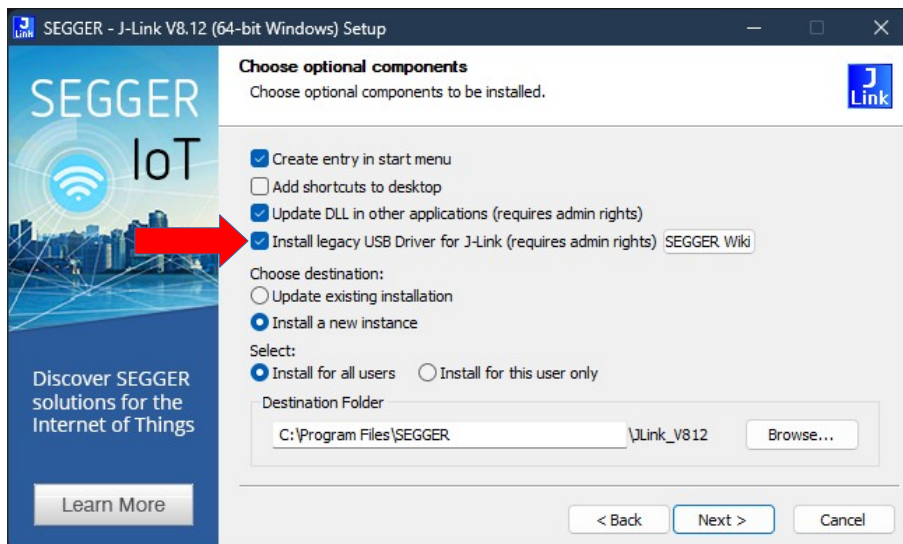 J
Link
SEGGER - J-Link V8.12 (64-bit Windows) Setup
SEGGER
IoT
Discover SEGGER
solutions for the
Internet of Things
Learn More
Choose optional components
Choose optional components to be installed.
J
Link
Create entry in start menu
Add shortcuts to desktop
Update DLL in other applications (requires admin rights)
Install legacy USB Driver for J-Link (requires admin rights) SEGGER Wiki
Choose destination:
Update existing installation
Install a new instance
Select:
Install for all users Install for this user only
Destination Folder
C:\Program Files\SEGGER \JLink_V812 Browse...
< Back Next > Cancel